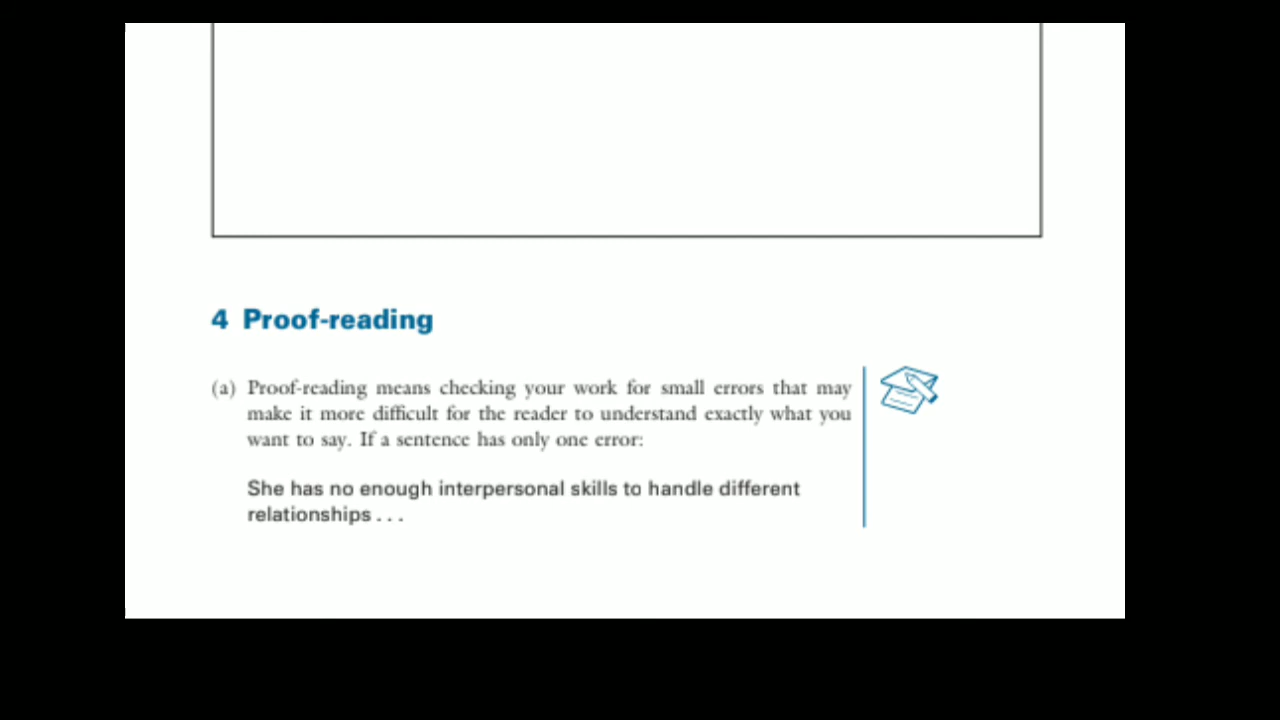 4 Proof-reading
(a) Proof-reading means checking your work for small errors that may
make it more difficult for the reader to understand exactly what you
want to say. If a sentence has only one error:
She has no enough interpersonal skills to handle different
relationships . . .